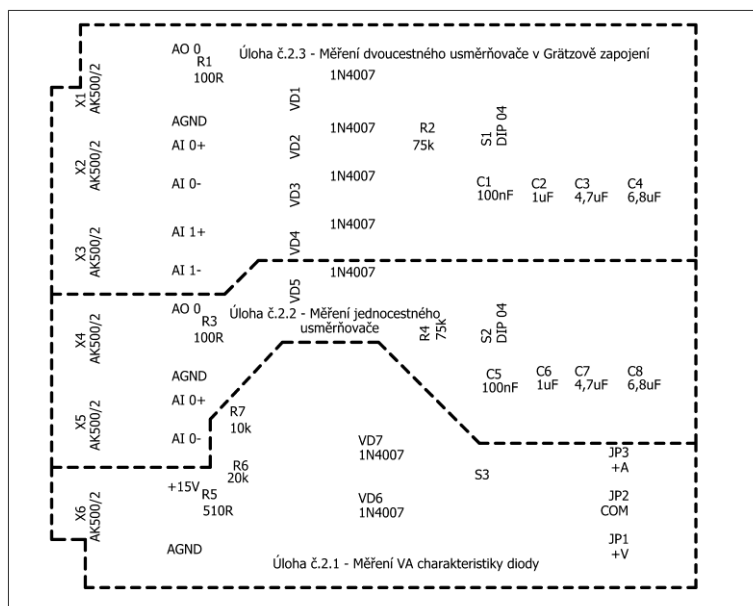 AO 0
Úloha č.2.3 - Měření dvoucestného usměrňovače v Grätzově zapojení
R1
100R
1N4007
X1
AK500/2
VD1
AGND
1N4007
R2
75k
S1
DIP 04
X2
AK500/2
AI 0+
VD2
AI 0-
VD3
1N4007
C1
100nF
C2
1uF
C3
4,7uF
C4
6,8uF
X3
AK500/2
AI 1+
VD4
1N4007
AI 1-
VD5
1N4007
AO 0
Úloha č.2.2 - Měření jednocestného
usměrňovače
R3
100R
X4
AK500/2
R4
75k
S2
DIP 04
AGND
C5
100nF
C6
1uF
C7
4,7uF
C8
6,8uF
X5
AK500/2
AI 0+
R7
10k
AI 0-
VD7
1N4007
JP3
+A
R6
20k
S3
+15V
R5
510R
X6
AK500/2
VD6
1N4007
JP2
COM
AGND
JP1
+V
Úloha č.2.1 - Měření VA charakteristiky diody